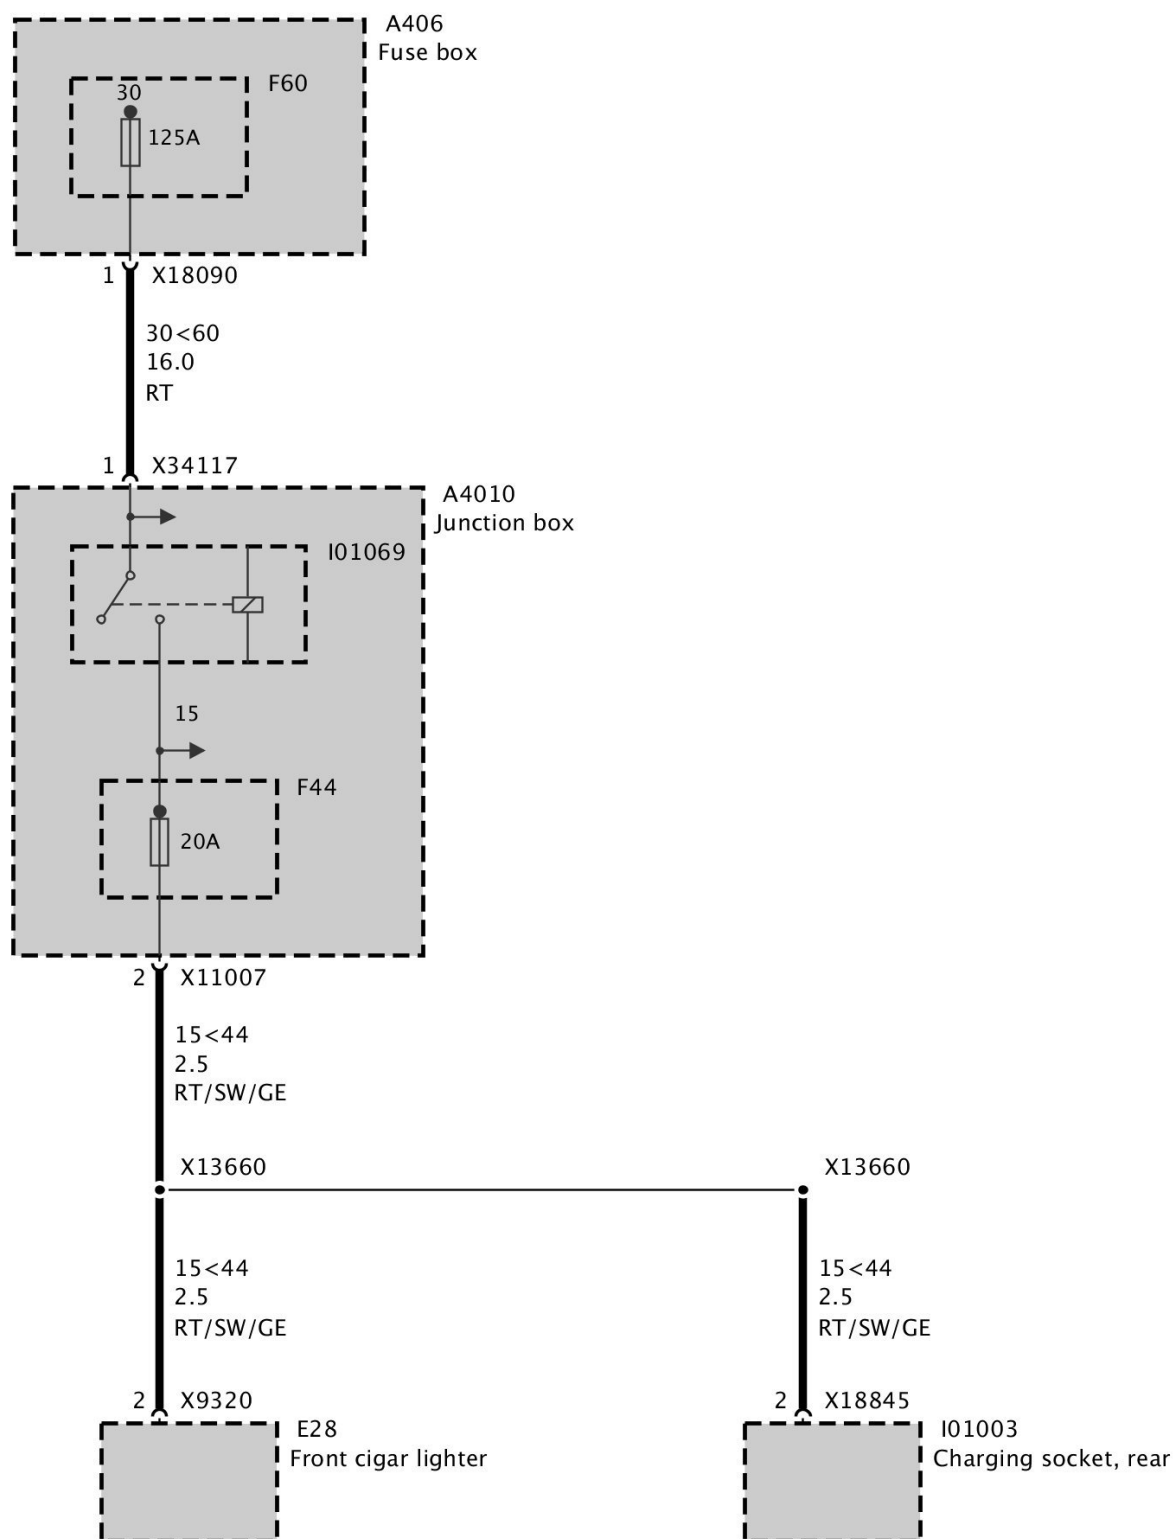 A406
Fuse box
F60
30
125A
1 X18090
30<60
16.0
RT
1 X34117
A4010
Junction box
I01069
15
F44
20A
2 X11007
15<44
2.5
RT/SW/GE
X13660
X13660
15<44
2.5
RT/SW/GE
15<44
2.5
RT/SW/GE
2 X9320
2 X18845
E28
Front cigar lighter
I01003
Charging socket, rear